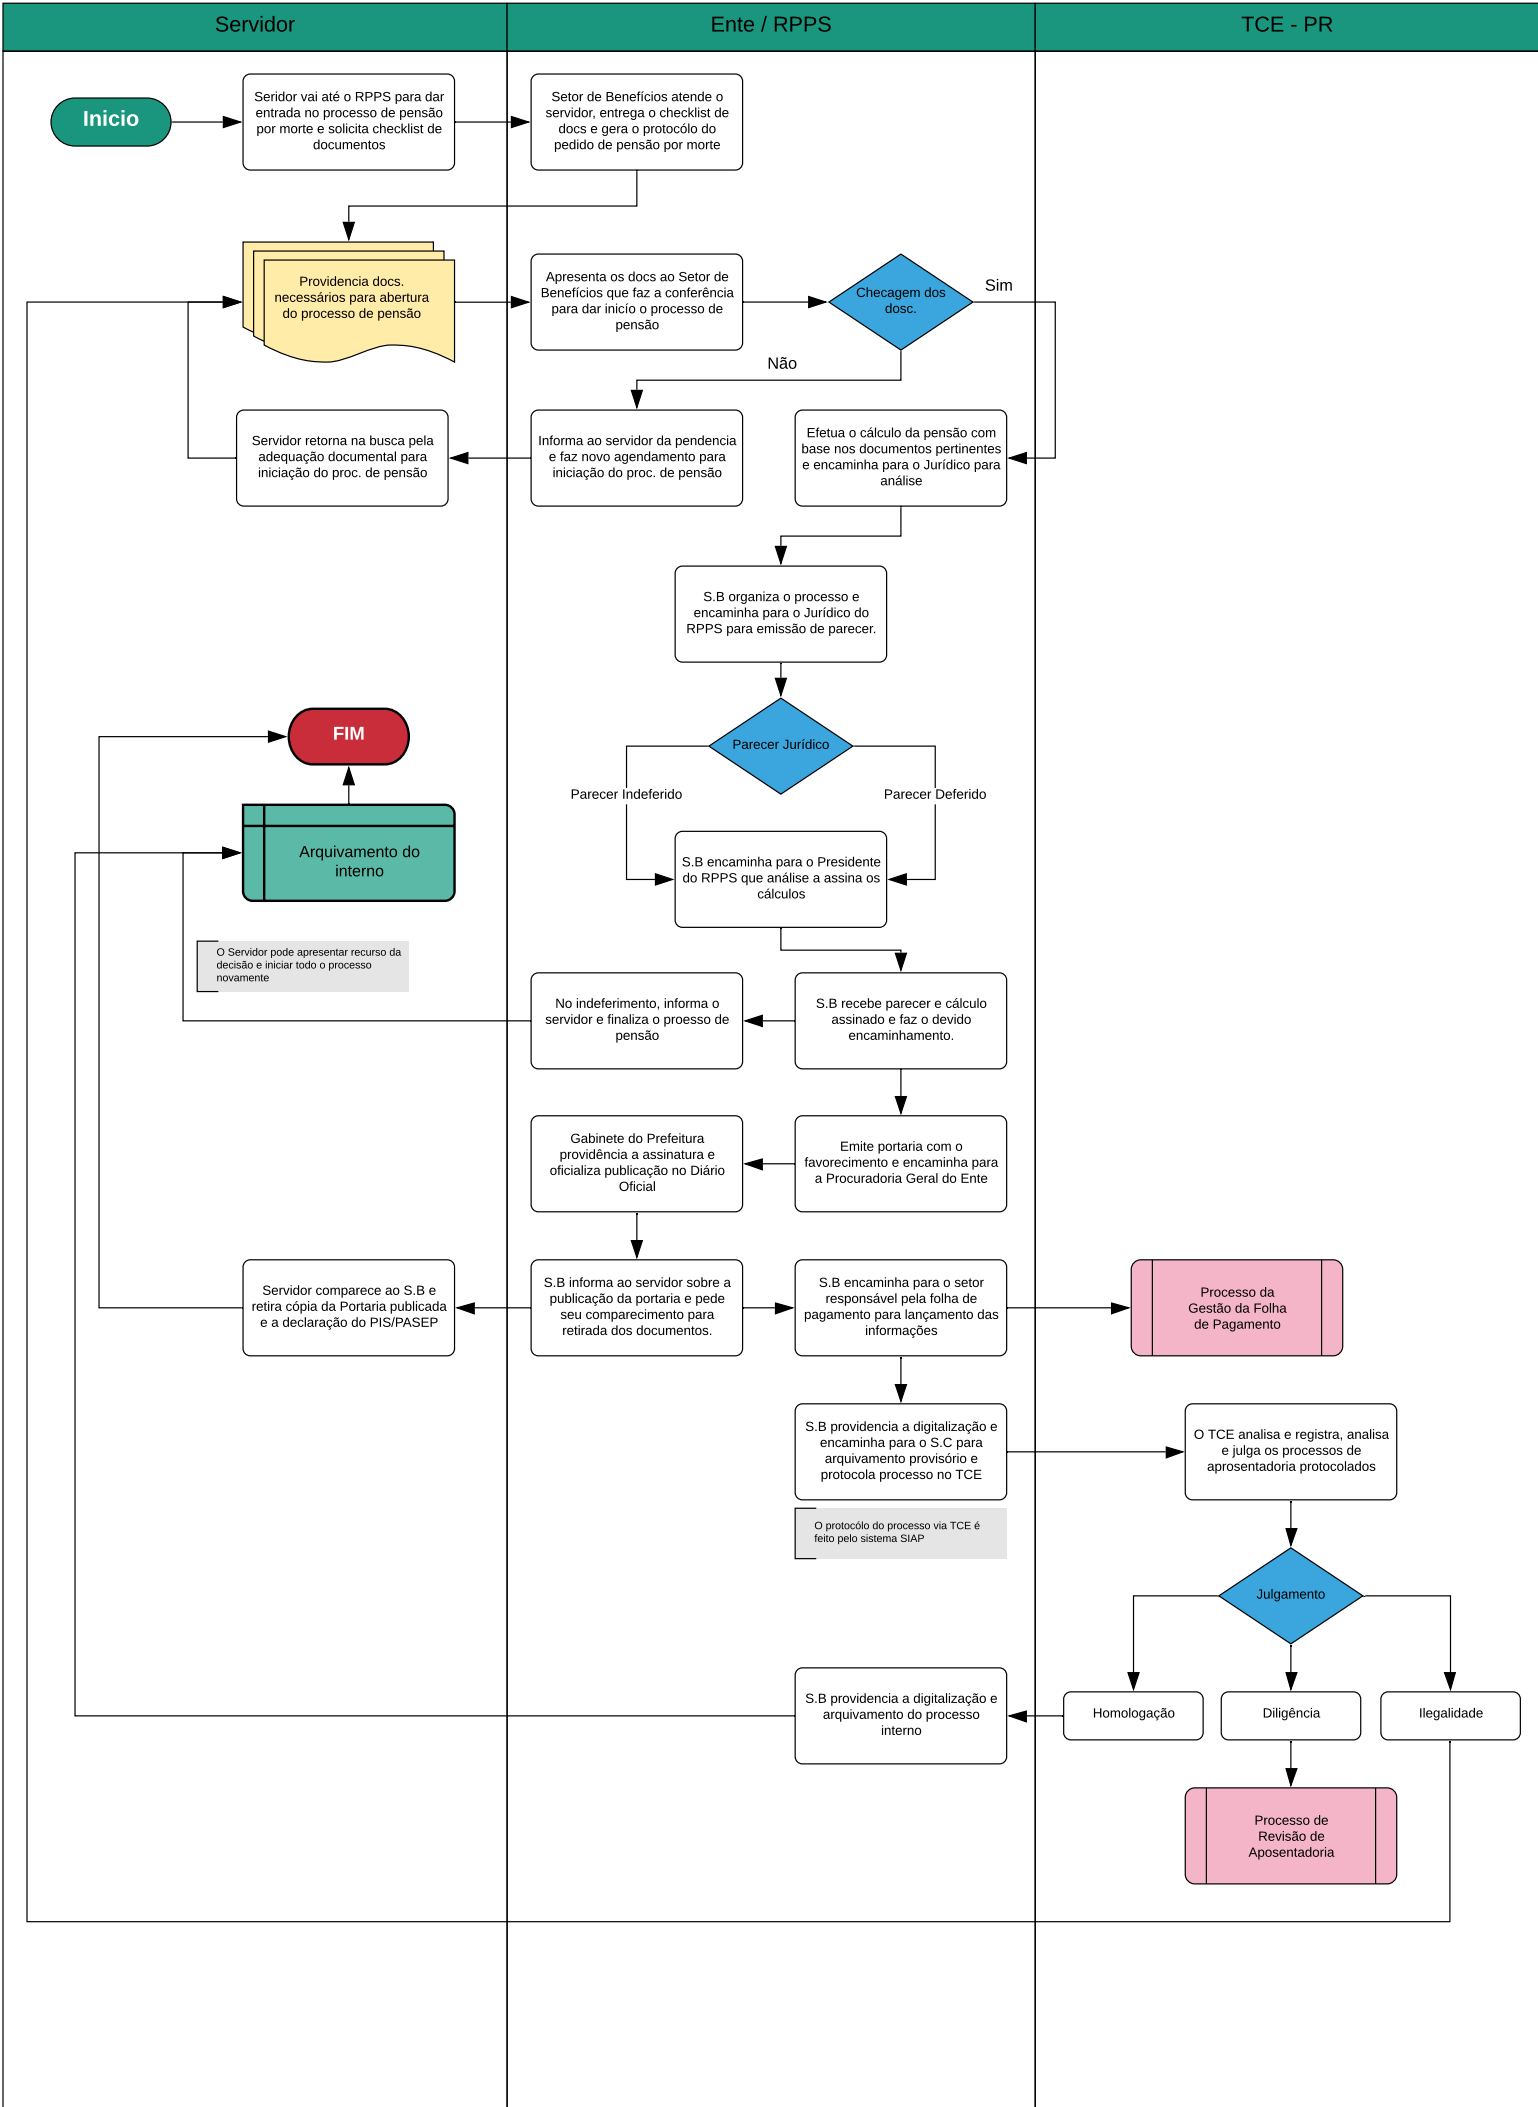 Servidor
Ente / RPPS
TCE - PR
Inicio
Seridor vai até o RPPS para dar
entrada no processo de pensão
por morte e solicita checklist de
documentos
Setor de Benefícios atende o
servidor, entrega o checklist de
docs e gera o protocólo do
pedido de pensão por morte
Providencia docs.
necessários para abertura
do processo de pensão
Apresenta os docs ao Setor de
Benefícios que faz a conferência
para dar inicío o processo de
pensão
Checagem dos
dosc.
Sim
Não
Servidor retorna na busca pela
adequação documental para
iniciação do proc. de pensão
Informa ao servidor da pendencia
e faz novo agendamento para
iniciação do proc. de pensão
Efetua o cálculo da pensão com
base nos documentos pertinentes
e encaminha para o Jurídico para
análise
S.B organiza o processo e
encaminha para o Jurídico do
RPPS para emissão de parecer.
FIM
Parecer Jurídico
Parecer Indeferido
Parecer Deferido
Arquivamento do
interno
S.B encaminha para o Presidente
do RPPS que análise a assina os
cálculos
O Servidor pode apresentar recurso da
decisão e iniciar todo o processo
novamente
No indeferimento, informa o
servidor e finaliza o proesso de
pensão
S.B recebe parecer e cálculo
assinado e faz o devido
encaminhamento.
Gabinete do Prefeitura
providência a assinatura e
oficializa publicação no Diário
Oficial
Emite portaria com o
favorecimento e encaminha para
a Procuradoria Geral do Ente
Servidor comparece ao S.B e
retira cópia da Portaria publicada
e a declaração do PIS/PASEP
S.B informa ao servidor sobre a
publicação da portaria e pede
seu comparecimento para
retirada dos documentos.
S.B encaminha para o setor
responsável pela folha de
pagamento para lançamento das
informações
Processo da
Gestão da Folha
de Pagamento
S.B providencia a digitalização e
encaminha para o S.C para
arquivamento provisório e
protocola processo no TCE
O TCE analisa e registra, analisa
e julga os processos de
aprosentadoria protocolados
O protocólo do processo via TCE é
feito pelo sistema SIAP
Julgamento
S.B providencia a digitalização e
arquivamento do processo
interno
Homologação
Diligência
Ilegalidade
Processo de
Revisão de
Aposentadoria